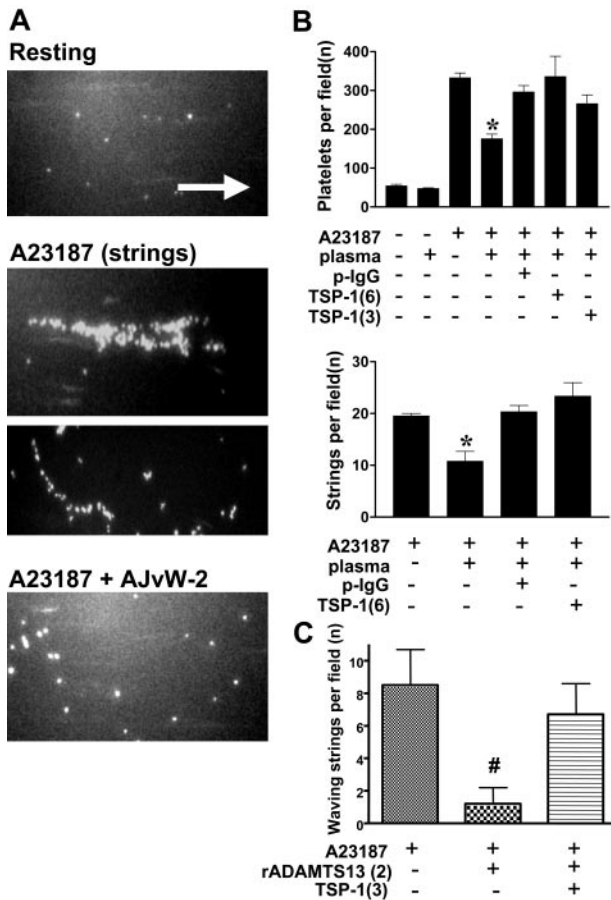 A
Resting
A23187 (strings)
A23187 + AJvW-2
B
Platelets per field(n)
400
300
200
100
0
*
A23187 - - + + + + +
plasma - + - + + + +
p-IgG - - - - + - -
TSP-1(6) - - - - - + -
TSP-1(3) - - - - - - +
Strings per field(n)
30
20
10
0
*
A23187 + + + +
plasma - + + +
p-IgG - - + -
TSP-1(6) - - - +
C
Waving strings per field (n)
10
8
6
4
2
0
#
A23187 + + +
rADAMTS13 (2) - + +
TSP-1(3) - - +